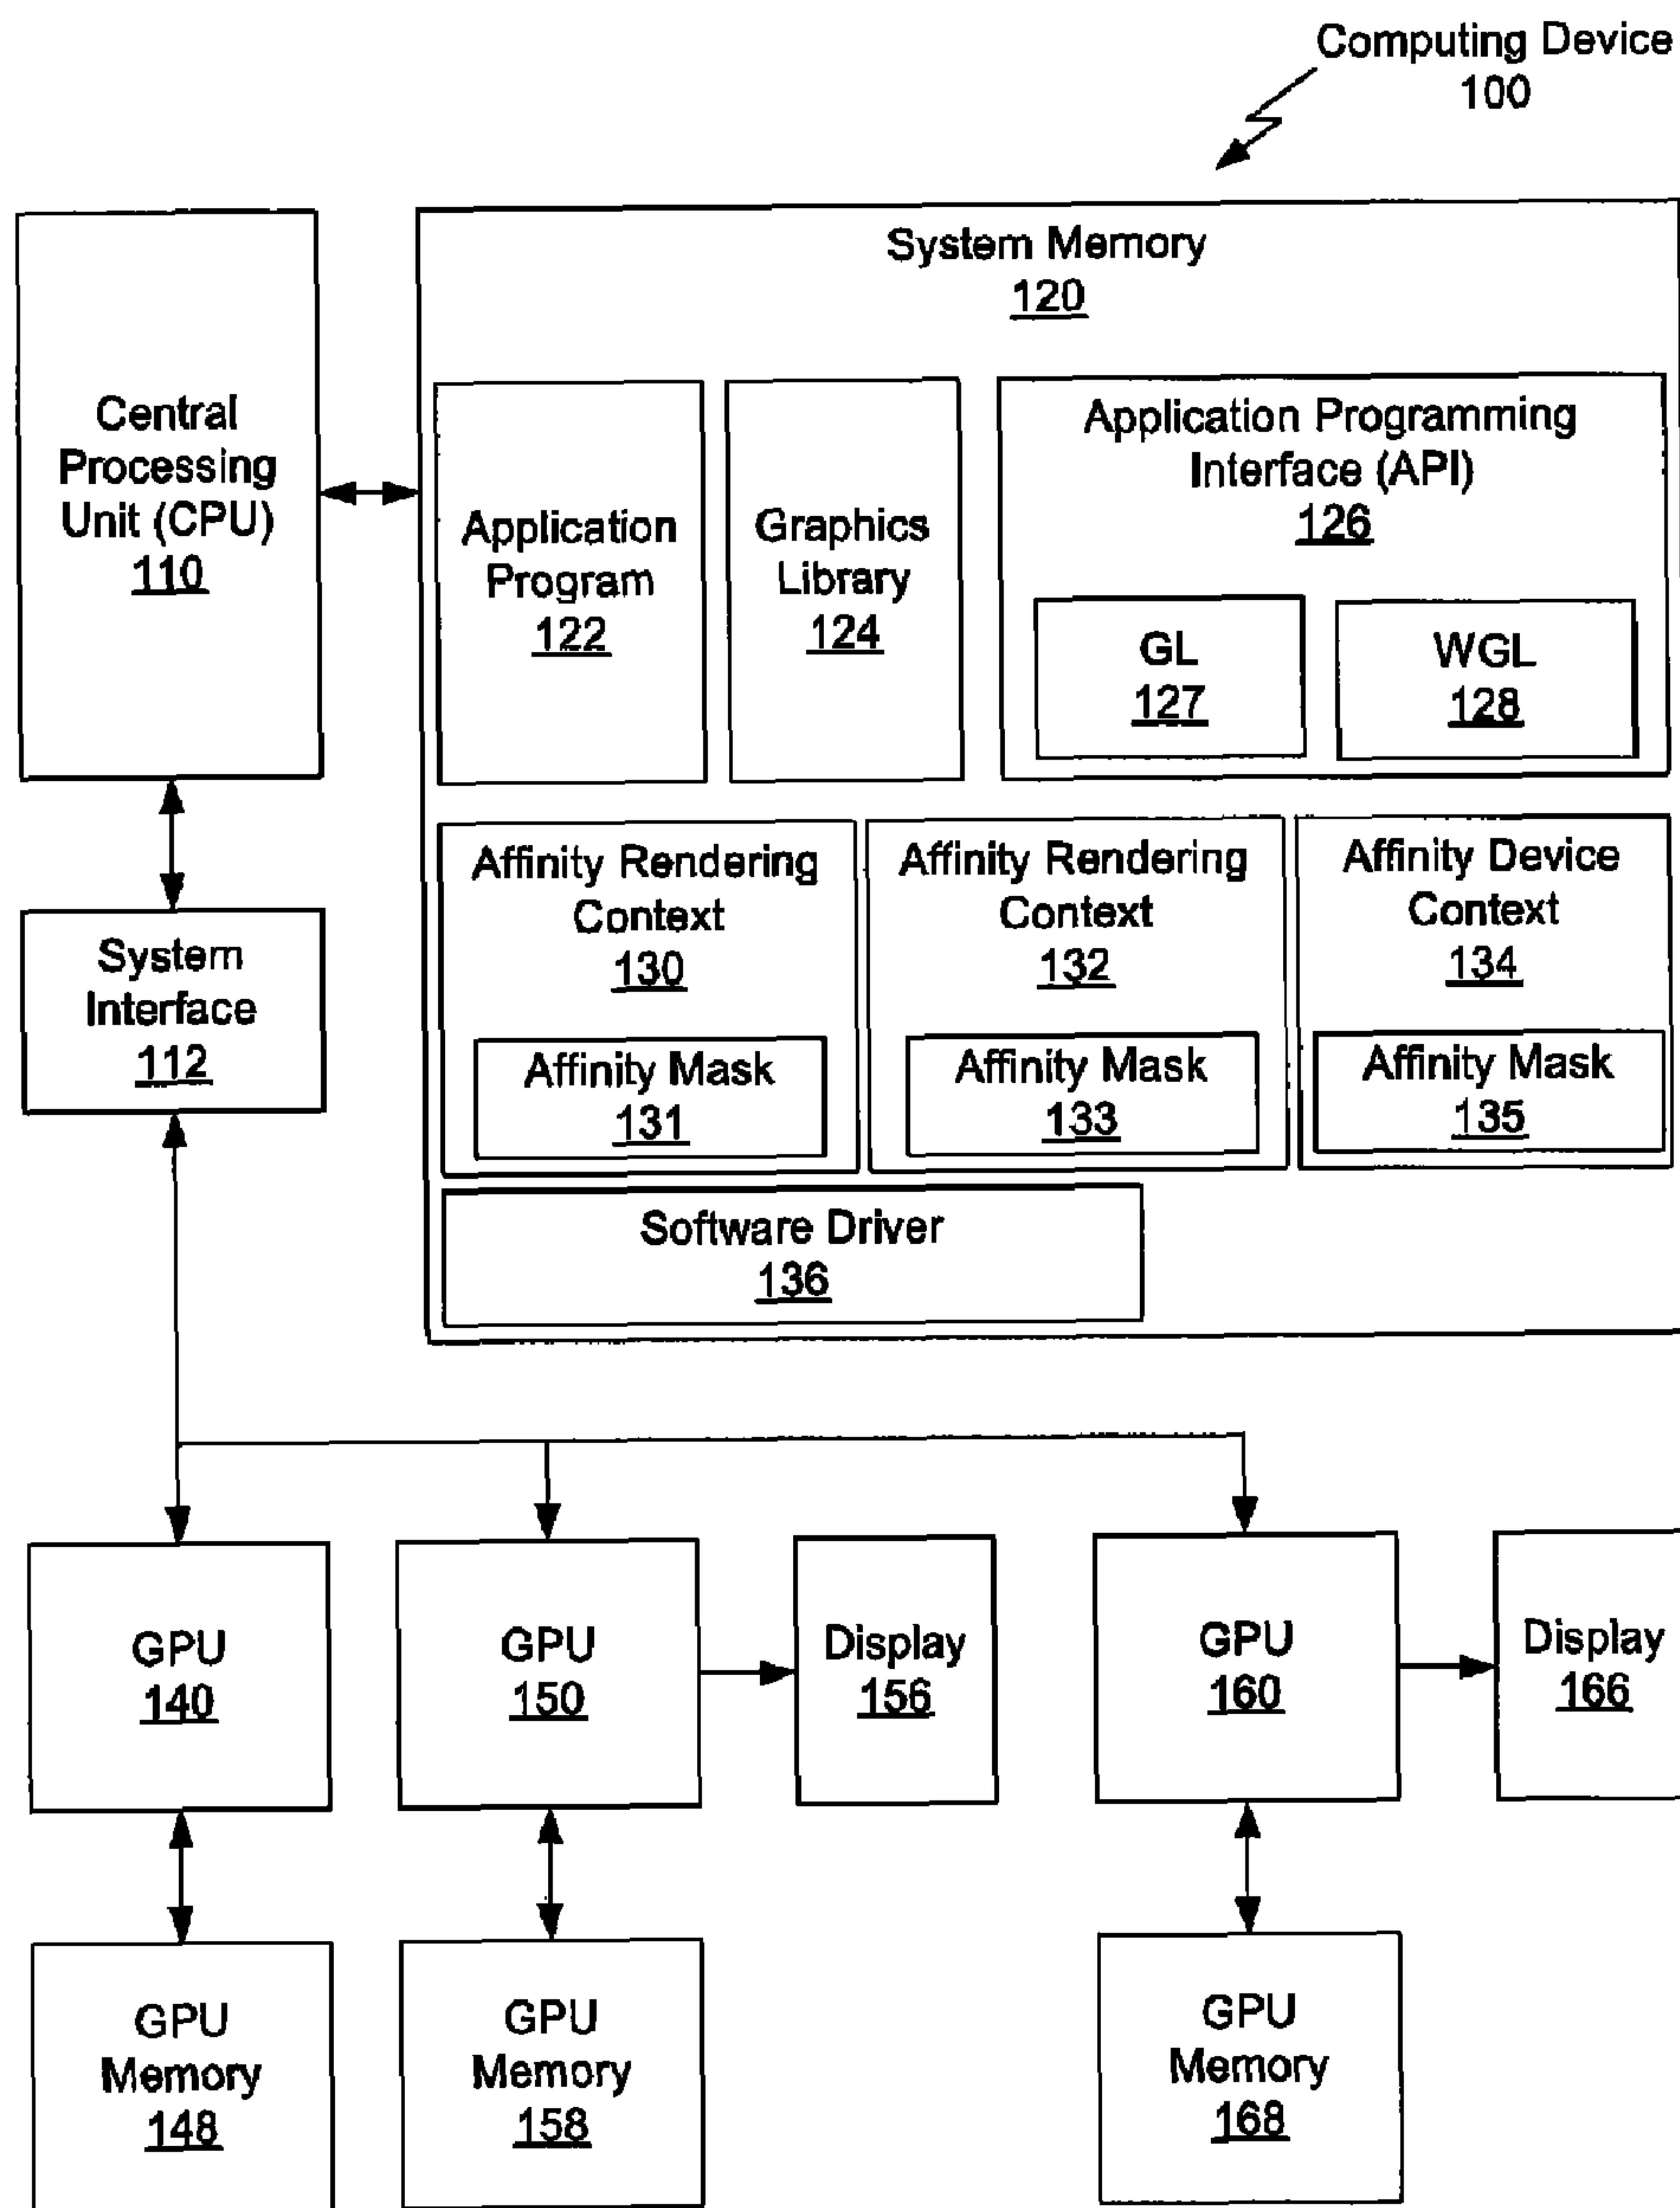 Computing Device
100
System Memory
120
Central
Processing
Unit (CPU)
110
Application
Program
122
Graphics
Library
124
Application Programming
Interface (API)
126
GL
127
WGL
128
System
Interface
112
Affinity Rendering
Context
130
Affinity Mask
131
Affinity Rendering
Context
132
Affinity Mask
133
Affinity Device
Context
134
Affinity Mask
135
Software Driver
136
GPU
140
GPU
150
Display
156
GPU
160
Display
166
GPU
Memory
148
GPU
Memory
158
GPU
Memory
168